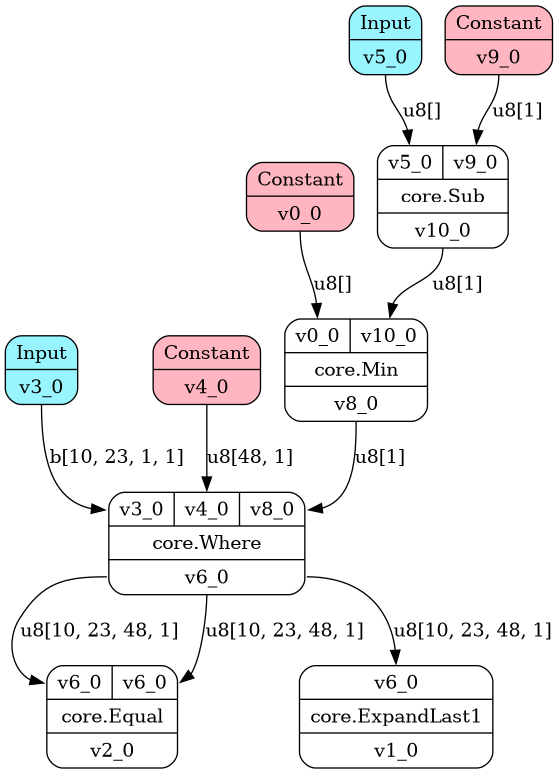 Input
v5_0
Constant
v9_0
u8[]
u8[1]
v5_0 v9_0
core.Sub
v10_0
Constant
v0_0
u8[]
u8[1]
v0_0 v10_0
core.Min
v8_0
Input
v3_0
Constant
v4_0
b[10, 23, 1, 1]
u8[48, 1]
u8[1]
v3_0 v4_0 v8_0
core.Where
v6_0
u8[10, 23, 48, 1]
u8[10, 23, 48, 1]
u8[10, 23, 48, 1]
v6_0 v6_0
core.Equal
v2_0
v6_0
core.ExpandLast1
v1_0